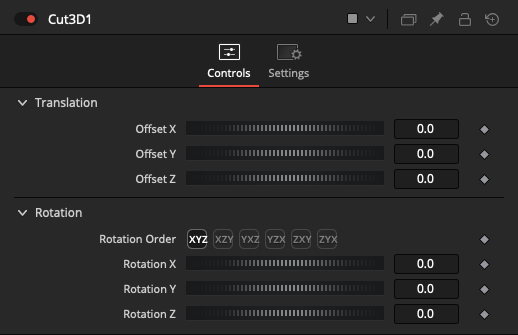 Cut3D1
Controls Settings
Translation
Offset X 0.0
Offset Y 0.0
Offset Z 0.0
Rotation
Rotation Order XYZ XZY YXZ YZX ZXY ZYX
Rotation X 0.0
Rotation Y 0.0
Rotation Z 0.0